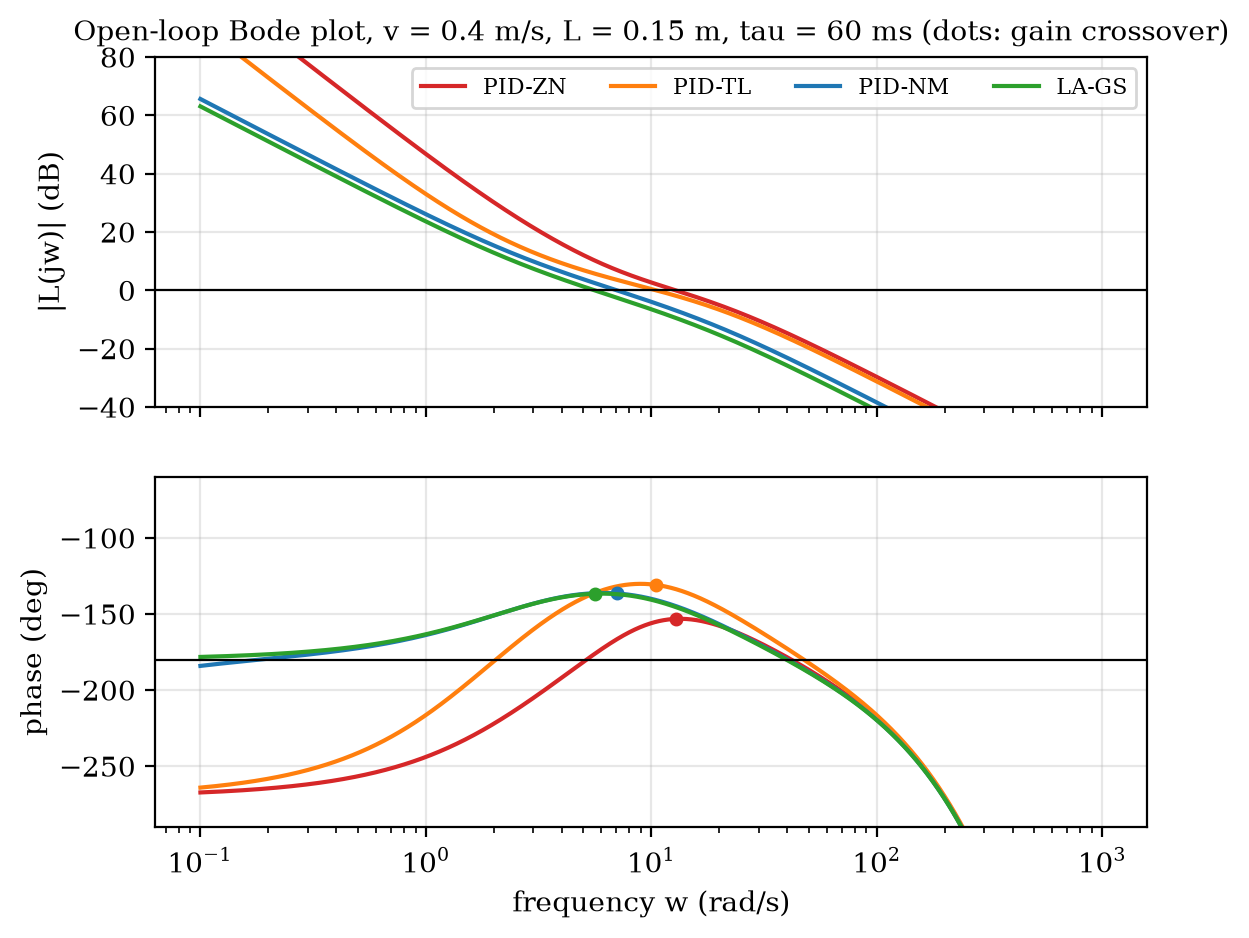 Open-loop Bode plot, v = 0.4 m/s, L = 0.15 m, tau = 60 ms (dots: gain crossover)
PID-ZN PID-TL PID-NM LA-GS
|L(jw)| (dB)
80
60
40
20
0
−20
−40
phase (deg)
−100
−150
−200
−250
10⁻¹ 10⁰ 10¹ 10² 10³
frequency w (rad/s)